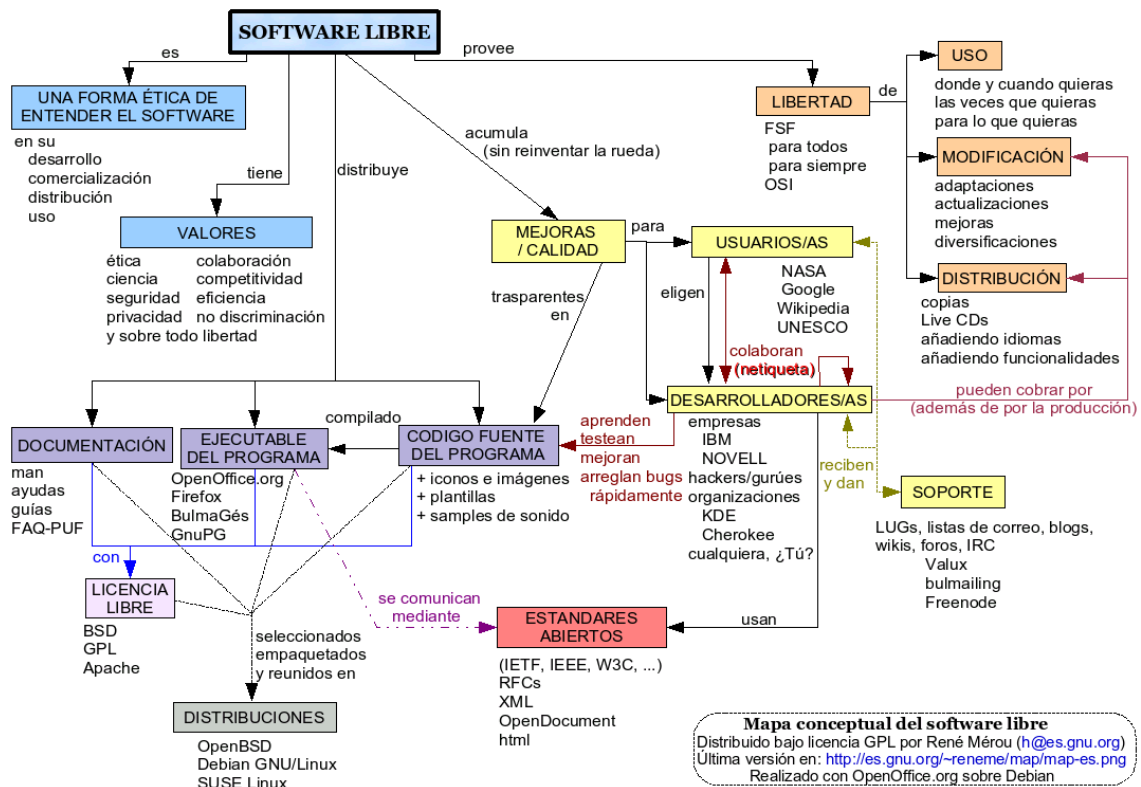 SOFTWARE LIBRE
es
provee
UNA FORMA ÉTICA DE
ENTENDER EL SOFTWARE
en su
desarrollo
comercialización
distribución
uso
tiene
VALORES
ética colaboración
ciencia competitividad
seguridad eficiencia
privacidad no discriminación
y sobre todo libertad
distribuye
acumula
(sin reinventar la rueda)
LIBERTAD
FSF
para todos
para siempre
OSI
de
USO
donde y cuando quieras
las veces que quieras
para lo que quieras
MODIFICACIÓN
adaptaciones
actualizaciones
mejoras
diversificaciones
DISTRIBUCIÓN
copias
Live CDs
añadiendo idiomas
añadiendo funcionalidades
MEJORAS
/ CALIDAD
para
trasparentes
en
USUARIOS/AS
NASA
Google
Wikipedia
UNESCO
eligen
colaboran
(netiqueta)
DESARROLLADORES/AS
empresas
IBM
NOVELL
hackers/gurúes
organizaciones
KDE
Cherokee
cualquiera, ¿Tú?
pueden cobrar por
(además de por la producción)
reciben
y dan
SOPORTE
LUGs, listas de correo, blogs,
wikis, foros, IRC
Valux
bulmailing
Freenode
DOCUMENTACIÓN
man
ayudas
guías
FAQ-PUF
EJECUTABLE
DEL PROGRAMA
OpenOffice.org
Firefox
BulmaGés
GnuPG
compilado
CODIGO FUENTE
DEL PROGRAMA
+ iconos e imágenes
+ plantillas
+ samples de sonido
aprenden
testean
mejoran
arreglan bugs
rápidamente
con
LICENCIA
LIBRE
BSD
GPL
Apache
seleccionados
empaquetados
y reunidos en
DISTRIBUCIONES
OpenBSD
Debian GNU/Linux
SUSE Linux
se comunican
mediante
usan
ESTANDARES
ABIERTOS
(IETF, IEEE, W3C, ...)
RFCs
XML
OpenDocument
html
Mapa conceptual del software libre
Distribuido bajo licencia GPL por René Mérou (h@es.gnu.org)
Última versión en: http://es.gnu.org/~reneme/map/map-es.png
Realizado con OpenOffice.org sobre Debian